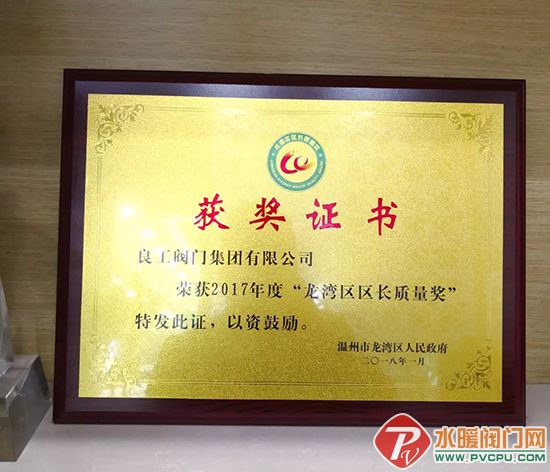 获奖证书
良工阀门集团有限公司
荣获2017年度“龙湾区区长质量奖”
特发此证，以资鼓励。
温州市龙湾区人民政府
二〇一八年一月
水暖阀门网
WWW.PVCPU.COM